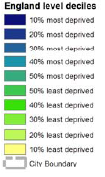 England level deciles
10% most deprived
20% most deprived
30% most deprived
40% most deprived
50% most deprived
50% least deprived
40% least deprived
30% least deprived
20% least deprived
10% least deprived
City Boundary